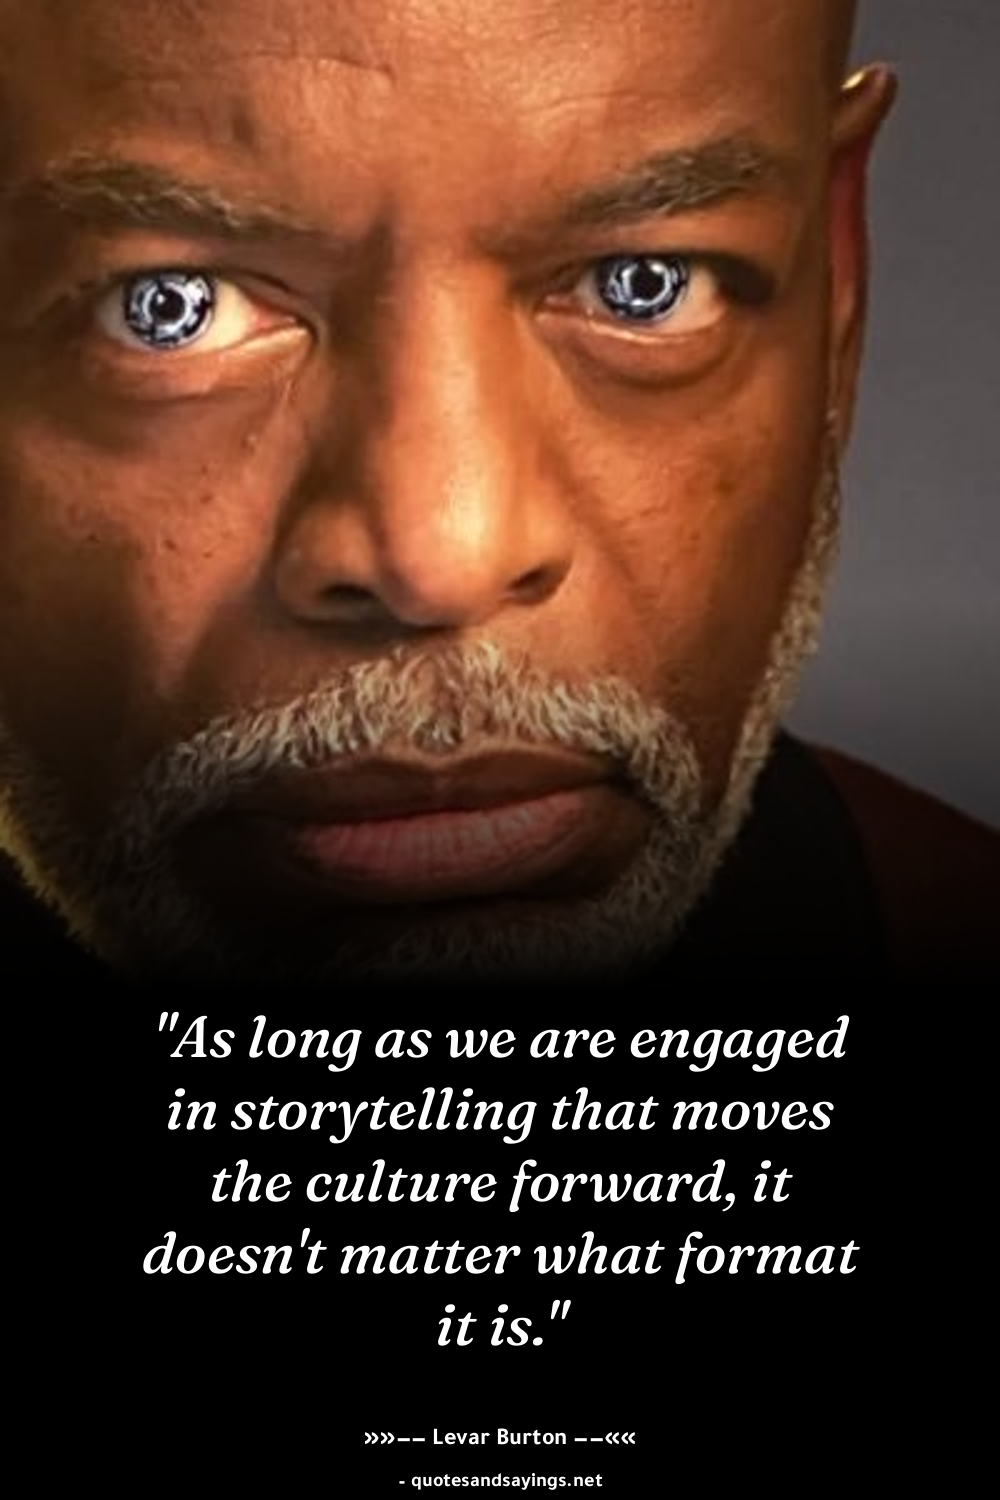 "As long as we are engaged
in storytelling that moves
the culture forward, it
doesn't matter what format
it is."
»»–– Levar Burton ––««
- quotesandsayings.net